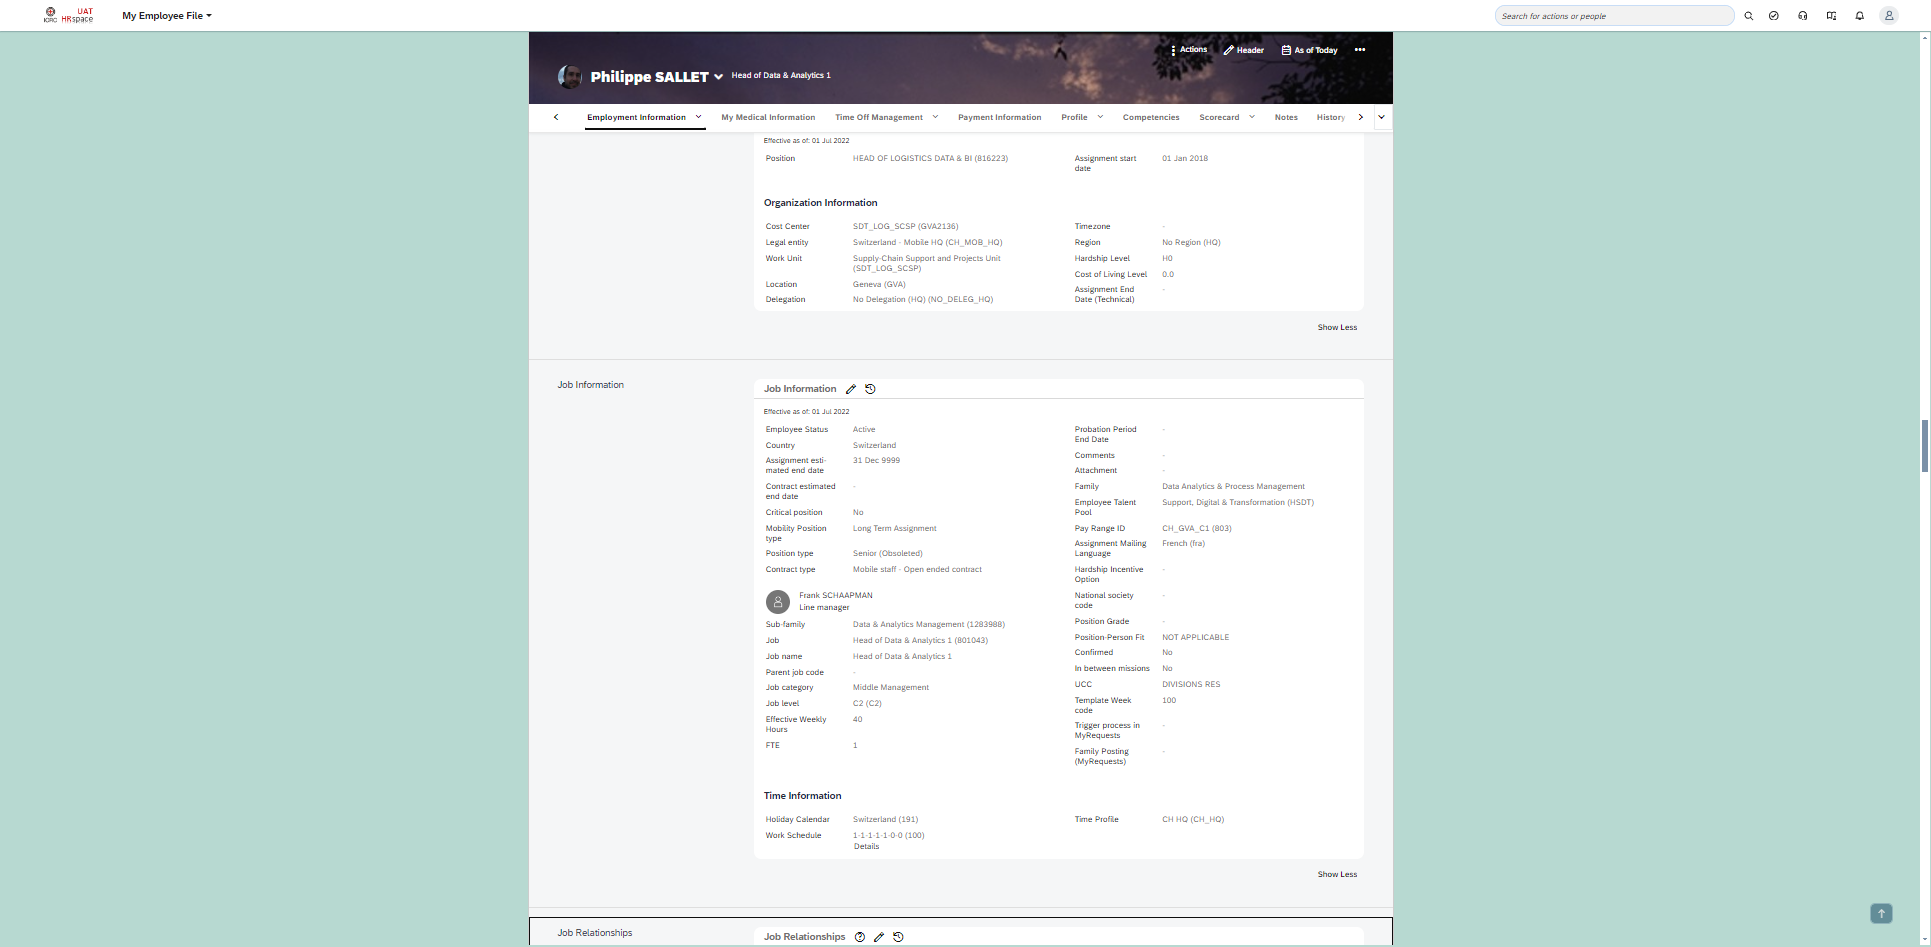 ICRC UAT HRspace My Employee File Search for actions or people
Actions Header As of Today •••
Philippe SALLET Head of Data & Analytics 1
Employment Information My Medical Information Time Off Management Payment Information Profile Competencies Scorecard Notes History
Effective as of: 01 Jul 2022
Position HEAD OF LOGISTICS DATA & BI (816223)
Assignment start date 01 Jan 2018
Organization Information
Cost Center SDT_LOG_SCSP (GVA2136)
Legal entity Switzerland - Mobile HQ (CH_MOB_HQ)
Work Unit Supply-Chain Support and Projects Unit
(SDT_LOG_SCSP)
Location Geneva (GVA)
Delegation No Delegation (HQ) (NO_DELEG_HQ)
Timezone -
Region No Region (HQ)
Hardship Level H0
Cost of Living Level 0.0
Assignment End -
Date (Technical)
Show Less
Job Information
Job Information
Effective as of: 01 Jul 2022
Employee Status Active
Country Switzerland
Assignment esti- 31 Dec 9999
mated end date
Contract estimated -
end date
Critical position No
Mobility Position Long Term Assignment
type
Position type Senior (Obsoleted)
Contract type Mobile staff - Open ended contract
Frank SCHAAPMAN
Line manager
Sub-family Data & Analytics Management (1283988)
Job Head of Data & Analytics 1 (801043)
Job name Head of Data & Analytics 1
Parent job code -
Job category Middle Management
Job level C2 (C2)
Effective Weekly 40
Hours
FTE 1
Probation Period -
End Date
Comments -
Attachment -
Family Data Analytics & Process Management
Employee Talent Support, Digital & Transformation (HSDT)
Pool
Pay Range ID CH_GVA_C1 (803)
Assignment Mailing French (fra)
Language
Hardship Incentive -
Option
National society -
code
Position Grade -
Position-Person Fit NOT APPLICABLE
Confirmed No
In between missions No
UCC DIVISIONS RES
Template Week 100
code
Trigger process in -
MyRequests
Family Posting -
(MyRequests)
Time Information
Holiday Calendar Switzerland (191)
Work Schedule 1-1-1-1-1-0-0 (100)
Details
Time Profile CH HQ (CH_HQ)
Show Less
Job Relationships
Job Relationships